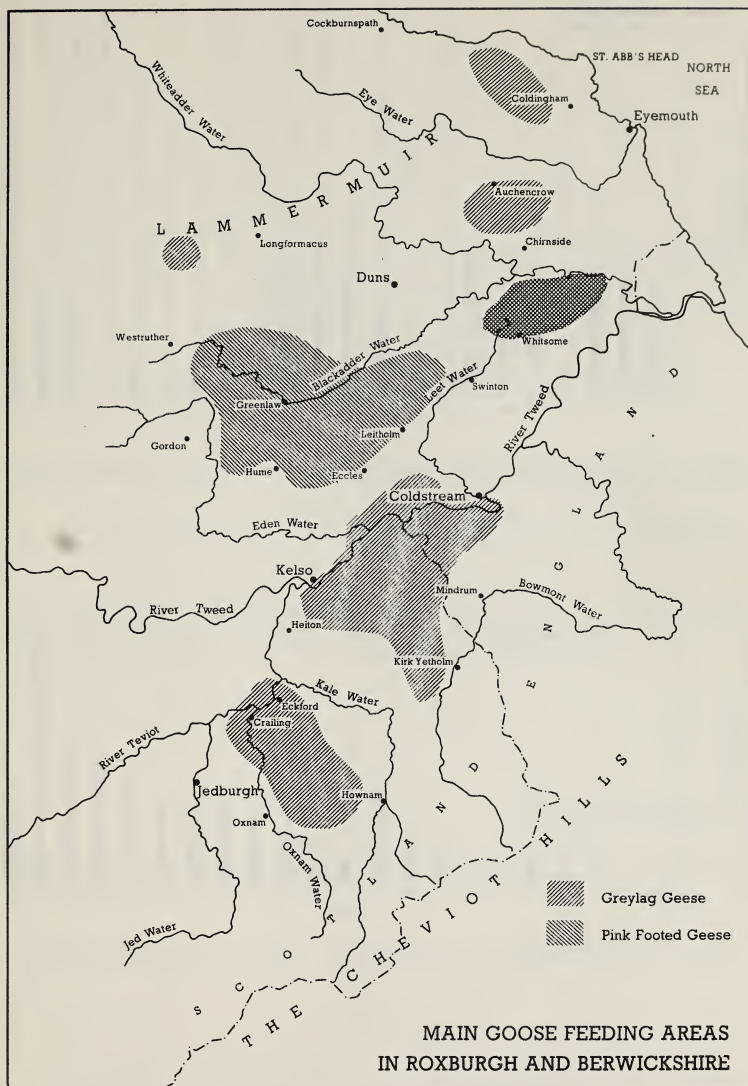 Cockburnspath
ST. ABB'S HEAD
NORTH
SEA
Whiteadder Water
Eye Water
Coldingham
Eyemouth
LAMMERMUIR
Auchencrow
Longformacus
Chirnside
Duns
Westruther
Blackadder Water
Whitsome
Greenlaw
Leet Water
Swinton
River Tweed
Gordon
Leitholm
Hume
Eccles
Coldstream
Eden Water
Kelso
River Tweed
Mindrum
Bowmont Water
Heiton
Kirk Yetholm
ENGLAND
Kale Water
Eckford
Crailing
River Teviot
Jedburgh
Hownam
Oxnam
Oxnam Water
Jed Water
SCOTLAND
THE CHEVIOT HILLS
Greylag Geese
Pink Footed Geese
MAIN GOOSE FEEDING AREAS
IN ROXBURGH AND BERWICKSHIRE